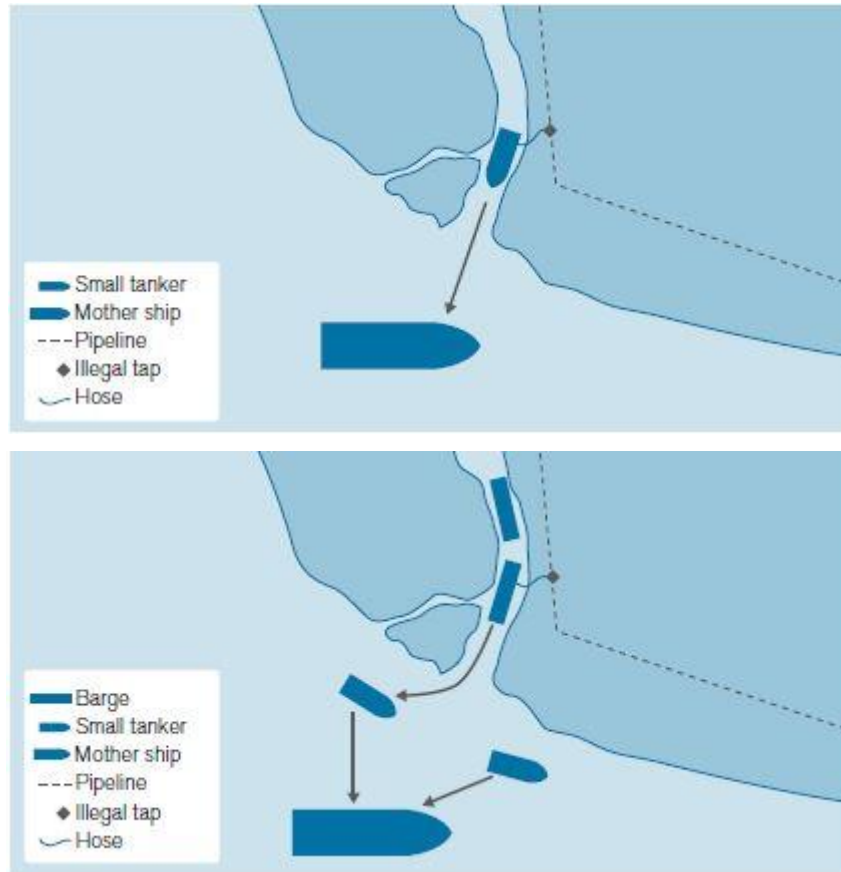 Small tanker
Mother ship
Pipeline
Illegal tap
Hose
Barge
Small tanker
Mother ship
Pipeline
Illegal tap
Hose